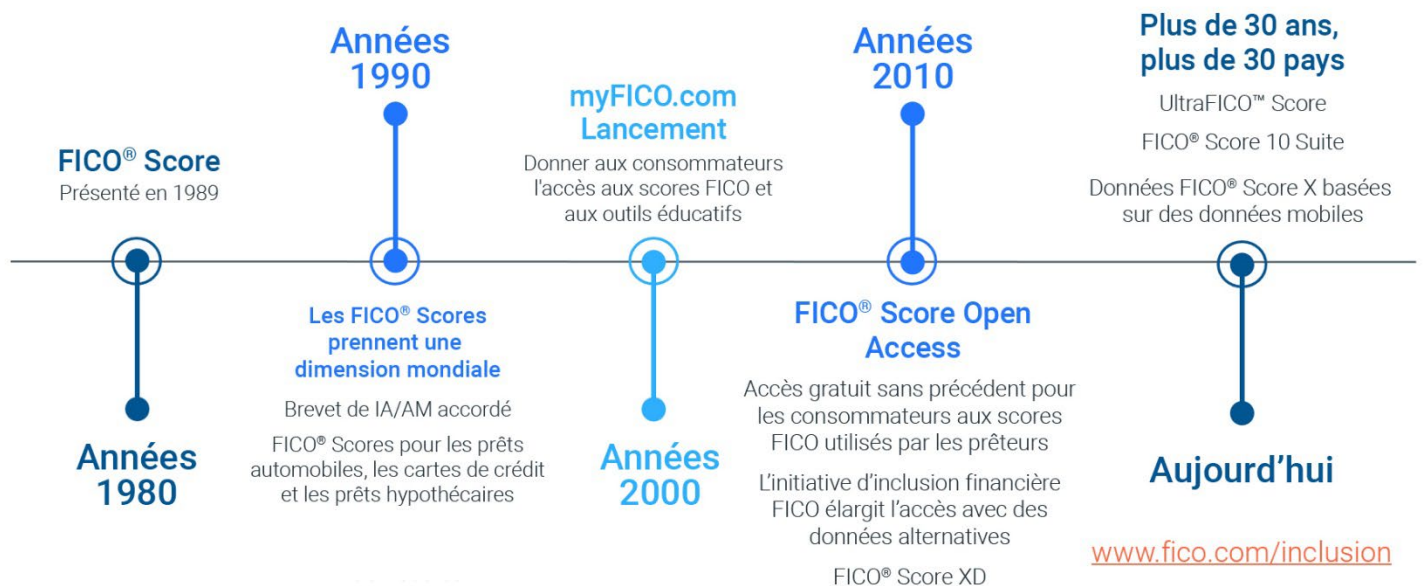 FICO® Score
Présenté en 1989
Années
1980
Années
1990
Les FICO® Scores
prennent une
dimension mondiale
Brevet de IA/AM accordé
FICO® Scores pour les prêts
automobiles, les cartes de crédit
et les prêts hypothécaires
myFICO.com
Lancement
Donner aux consommateurs
l'accès aux scores FICO et
aux outils éducatifs
Années
2000
Années
2010
FICO® Score Open
Access
Accès gratuit sans précédent pour
les consommateurs aux scores
FICO utilisés par les prêteurs
L’initiative d’inclusion financière
FICO élargit l’accès avec des
données alternatives
FICO® Score XD
Plus de 30 ans,
plus de 30 pays
UltraFICO™ Score
FICO® Score 10 Suite
Données FICO® Score X basées
sur des données mobiles
Aujourd’hui
www.fico.com/inclusion